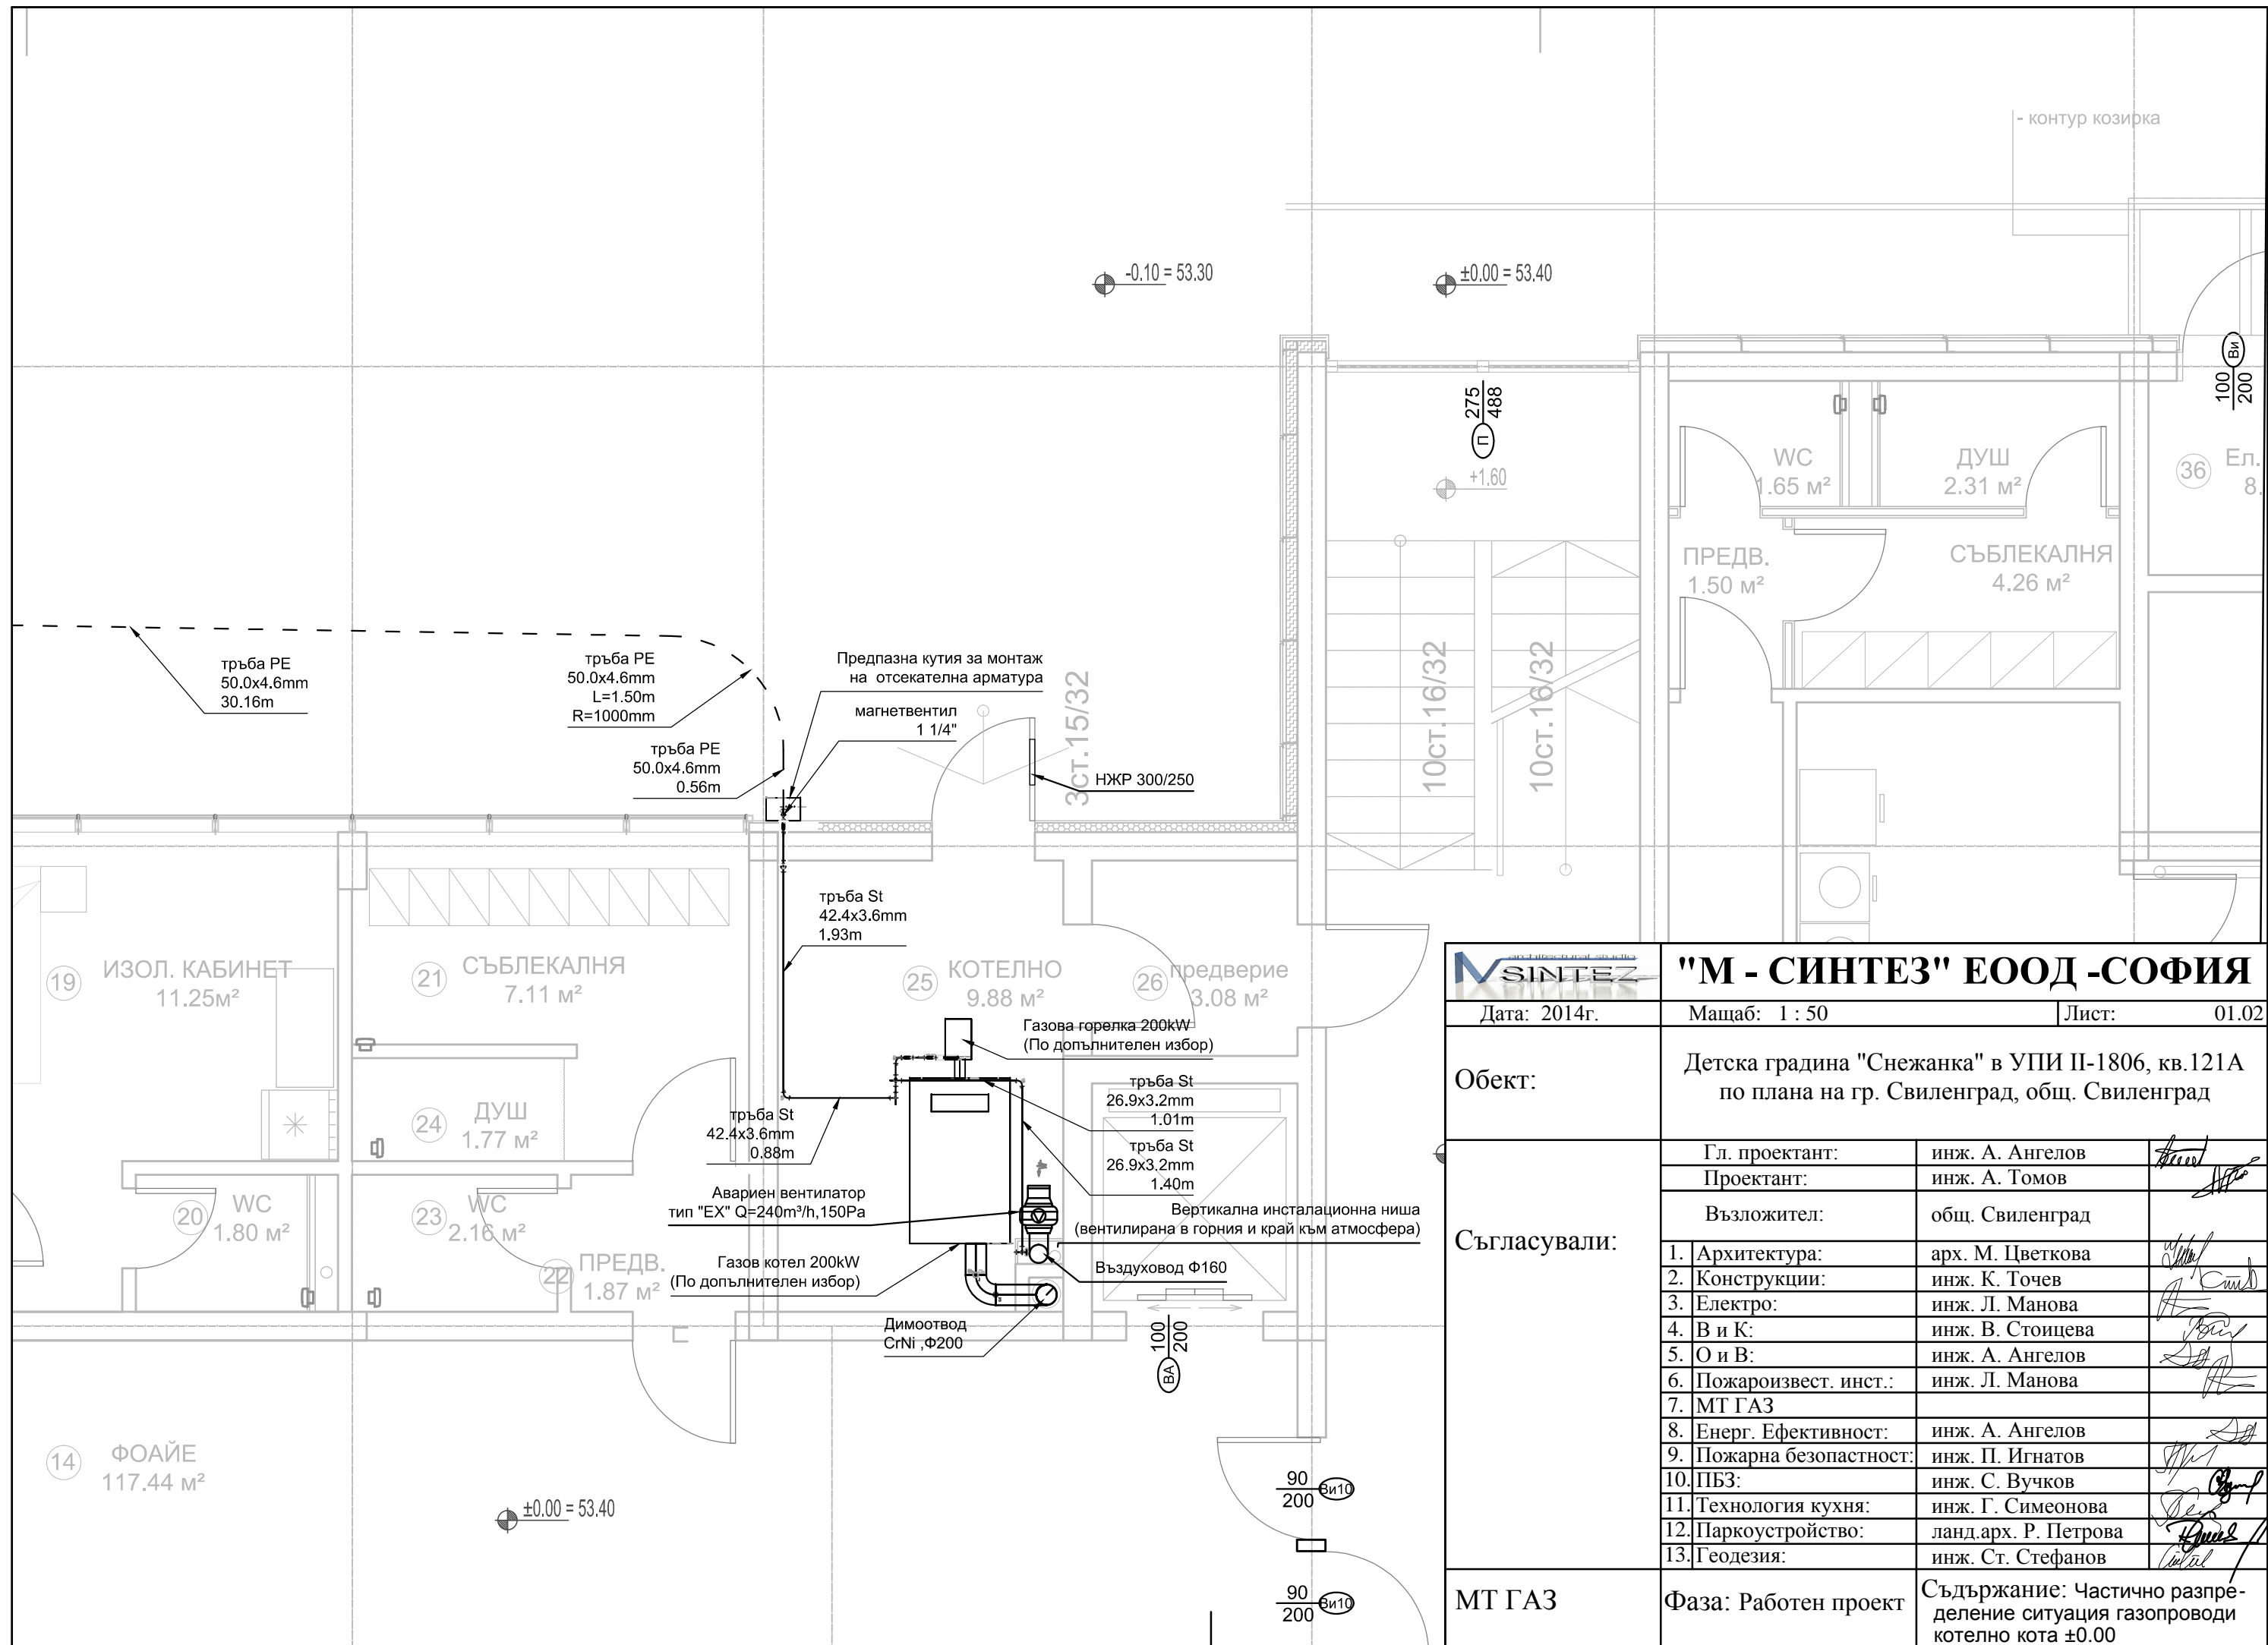 - контур козирка
-0.10 = 53.30
±0.00 = 53.40
Ви
100
200
275
488
П
+1.60
WC
1.65 м²
ДУШ
2.31 м²
36
Ел.
8.
ПРЕДВ.
1.50 м²
СЪБЛЕКАЛНЯ
4.26 м²
тръба PE
50.0x4.6mm
30.16m
тръба PE
50.0x4.6mm
L=1.50m
R=1000mm
тръба PE
50.0x4.6mm
0.56m
Предпазна кутия за монтаж
на отсекателна арматура
магнетвентил
1 1/4"
3ст.15/32
НЖР 300/250
10ст.16/32
10ст.16/32
тръба St
42.4x3.6mm
1.93m
19
ИЗОЛ. КАБИНЕТ
11.25м²
21
СЪБЛЕКАЛНЯ
7.11 м²
25
КОТЕЛНО
9.88 м²
26
предверие
3.08 м²
Газова горелка 200kW
(По допълнителен избор)
тръба St
26.9x3.2mm
1.01m
тръба St
26.9x3.2mm
1.40m
24
ДУШ
1.77 м²
тръба St
42.4x3.6mm
0.88m
Авариен вентилатор
тип "EX" Q=240m³/h,150Pa
Вертикална инсталационна ниша
(вентилирана в горния и край към атмосфера)
20
WC
1.80 м²
23
WC
2.16 м²
22
ПРЕДВ.
1.87 м²
Газов котел 200kW
(По допълнителен избор)
Въздуховод Ф160
Димоотвод
CrNi ,Ф200
100
200
ВА
14
ФОАЙЕ
117.44 м²
±0.00 = 53.40
90
200
Ви10
90
200
Ви10
architectural studio
SINTEZ
"М - СИНТЕЗ" ЕООД -СОФИЯ
Дата: 2014г.
Мащаб: 1 : 50
Лист: 01.02
Обект:
Детска градина "Снежанка" в УПИ II-1806, кв.121А
по плана на гр. Свиленград, общ. Свиленград
Съгласували:
Гл. проектант: инж. А. Ангелов
Проектант: инж. А. Томов
Възложител: общ. Свиленград
1. Архитектура: арх. М. Цветкова
2. Конструкции: инж. К. Точев
3. Електро: инж. Л. Манова
4. В и К: инж. В. Стоицева
5. О и В: инж. А. Ангелов
6. Пожароизвест. инст.: инж. Л. Манова
7. МТ ГАЗ
8. Енерг. Ефективност: инж. А. Ангелов
9. Пожарна безопастност: инж. П. Игнатов
10. ПБЗ: инж. С. Вучков
11. Технология кухня: инж. Г. Симеонова
12. Паркоустройство: ланд.арх. Р. Петрова
13. Геодезия: инж. Ст. Стефанов
МТ ГАЗ
Фаза: Работен проект
Съдържание: Частично разпре-
деление ситуация газопроводи
котелно кота ±0.00